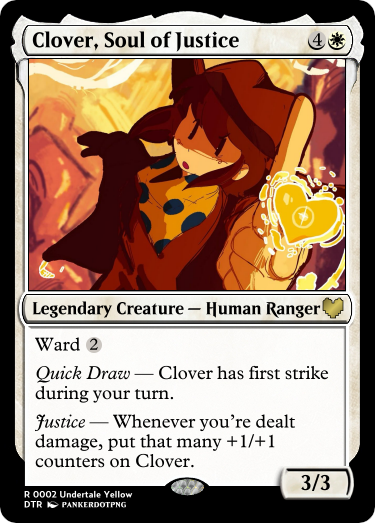 Clover, Soul of Justice 4
Legendary Creature — Human Ranger
Ward 2
Quick Draw — Clover has first strike
during your turn.
Justice — Whenever you're dealt
damage, put that many +1/+1
counters on Clover.
3/3
R 0002 Undertale Yellow
DTR PANKERDOTPNG